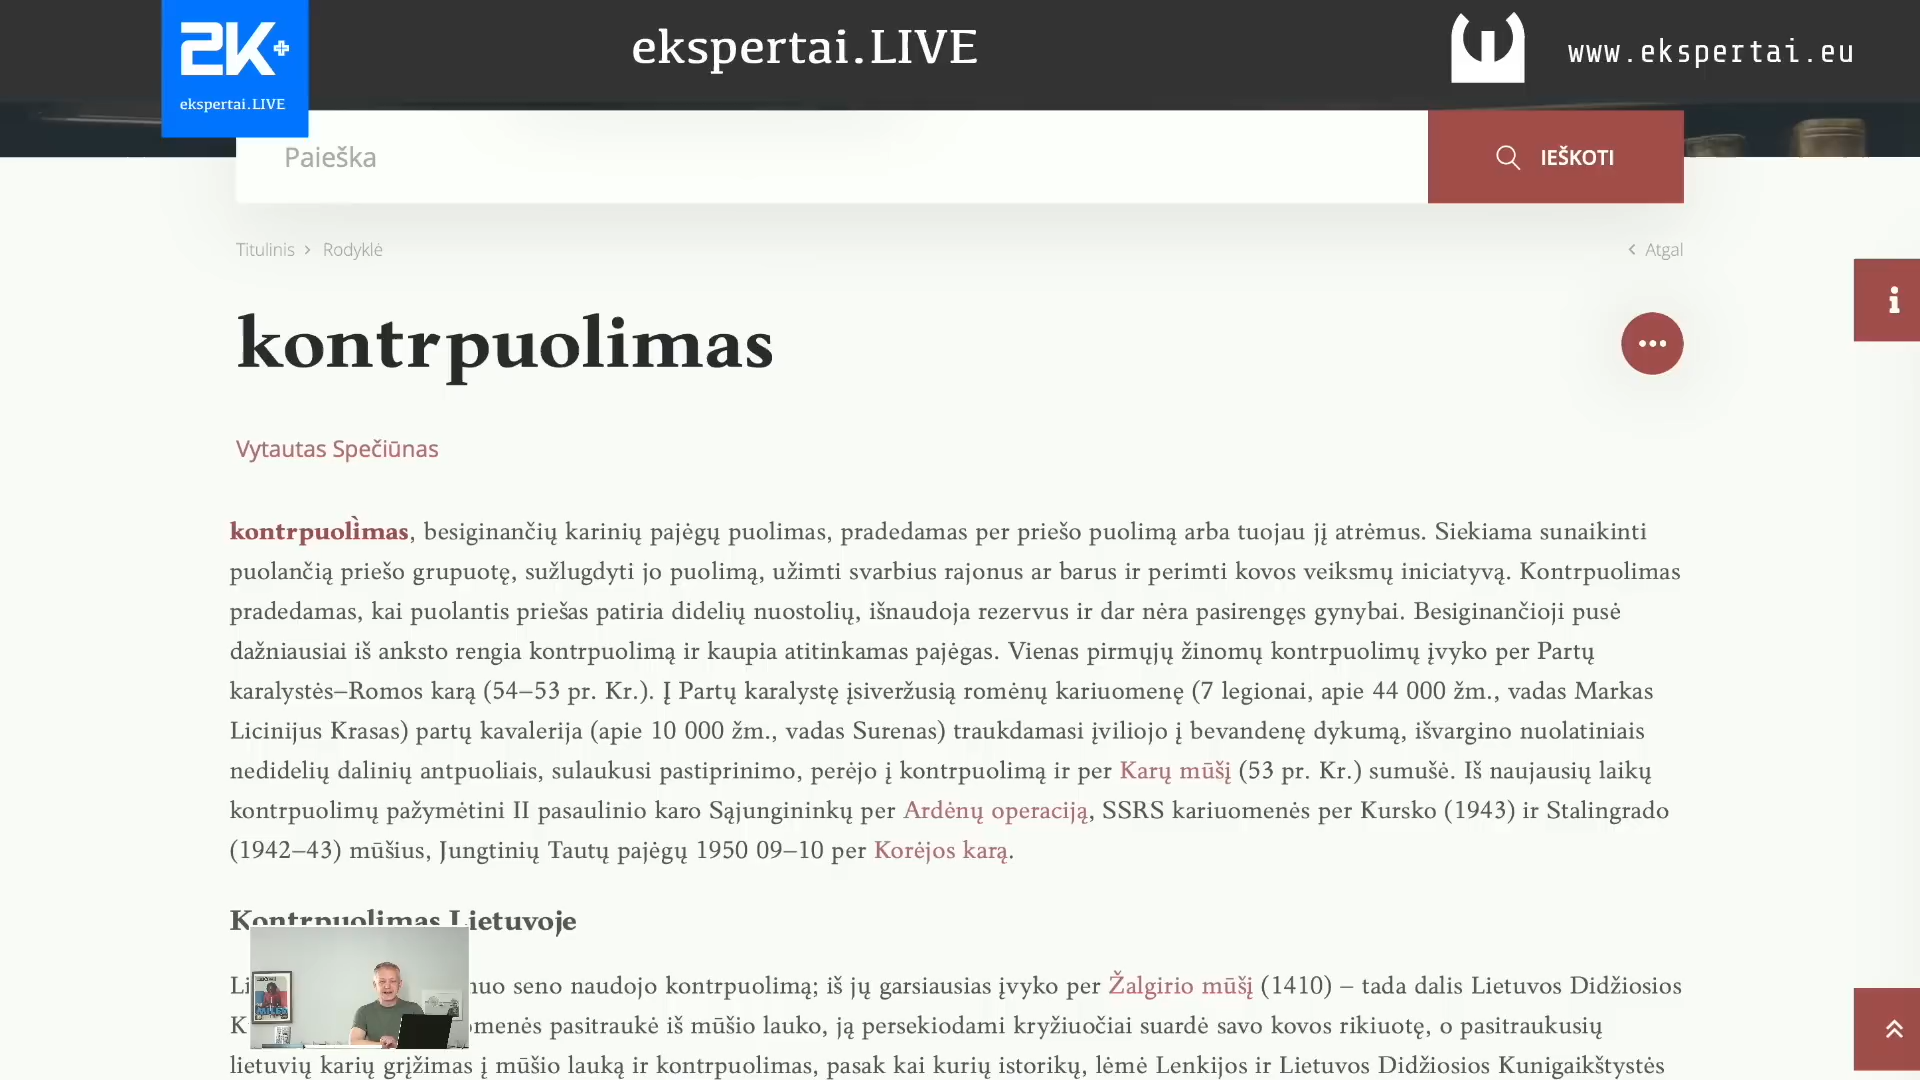 2K+
ekspertai.LIVE
ekspertai.LIVE
www.ekspertai.eu
Paieška
IEŠKOTI
Titulinis > Rodyklė
< Atgal
kontrpuolimas
Vytautas Spečiūnas
kontrpuolìmas, besiginančių karinių pajėgų puolimas, pradedamas per priešo puolimą arba tuojau jį atrėmus. Siekiama sunaikinti
puolančią priešo grupuotę, sužlugdyti jo puolimą, užimti svarbius rajonus ar barus ir perimti kovos veiksmų iniciatyvą. Kontrpuolimas
pradedamas, kai puolantis priešas patiria didelių nuostolių, išnaudoja rezervus ir dar nėra pasirengęs gynybai. Besiginančioji pusė
dažniausiai iš anksto rengia kontrpuolimą ir kaupia atitinkamas pajėgas. Vienas pirmųjų žinomų kontrpuolimų įvyko per Partų
karalystės–Romos karą (54–53 pr. Kr.). Į Partų karalystę įsiveržusią romėnų kariuomenę (7 legionai, apie 44 000 žm., vadas Markas
Licinijus Krasas) partų kavalerija (apie 10 000 žm., vadas Surenas) traukdamasi įviliojo į bevandenę dykumą, išvargino nuolatiniais
nedidelių dalinių antpuoliais, sulaukusi pastiprinimo, perėjo į kontrpuolimą ir per Karų mūšį (53 pr. Kr.) sumušė. Iš naujausių laikų
kontrpuolimų pažymėtini II pasaulinio karo Sąjungininkų per Ardėnų operaciją, SSRS kariuomenės per Kursko (1943) ir Stalingrado
(1942–43) mūšius, Jungtinių Tautų pajėgų 1950 09–10 per Korėjos karą.
Kontrpuolimas Lietuvoje
nuo seno naudojo kontrpuolimą; iš jų garsiausias įvyko per Žalgirio mūšį (1410) – tada dalis Lietuvos Didžiosios
omenės pasitraukė iš mūšio lauko, ją persekiodami kryžiuočiai suardė savo kovos rikiuotę, o pasitraukusių
lietuvių karių grįžimas į mūšio lauką ir kontrpuolimas, pasak kai kurių istorikų, lėmė Lenkijos ir Lietuvos Didžiosios Kunigaikštystės